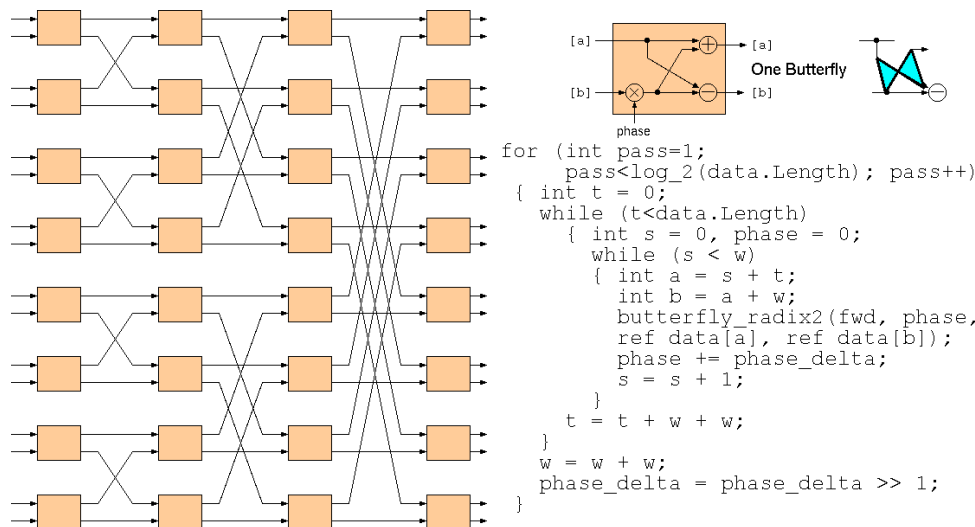 [a]
[a]
One Butterfly
[b]
[b]
phase
for (int pass=1;
pass<log_2(data.Length); pass++)
{ int t = 0;
while (t<data.Length)
{ int s = 0, phase = 0;
while (s < w)
{ int a = s + t;
int b = a + w;
butterfly_radix2(fwd, phase,
ref data[a], ref data[b]);
phase += phase_delta;
s = s + 1;
}
t = t + w + w;
}
w = w + w;
phase_delta = phase_delta >> 1;
}